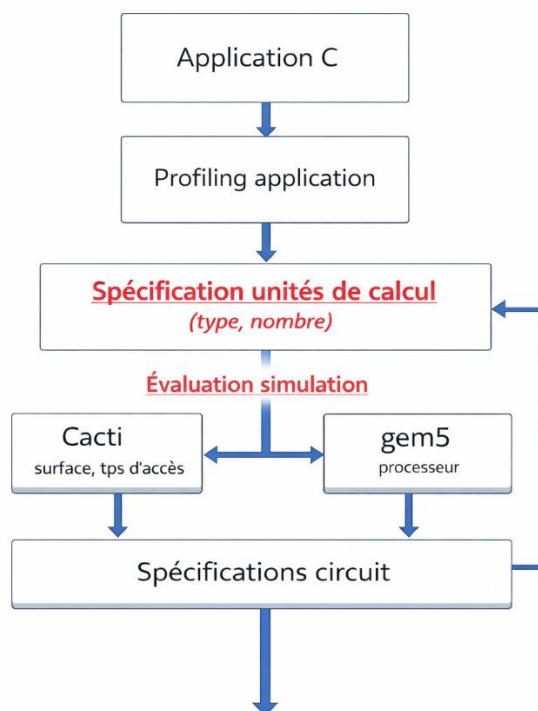 Application C
Profiling application
Spécification unités de calcul
(type, nombre)
Évaluation simulation
Cacti
surface, tps d'accès
gem5
processeur
Spécifications circuit